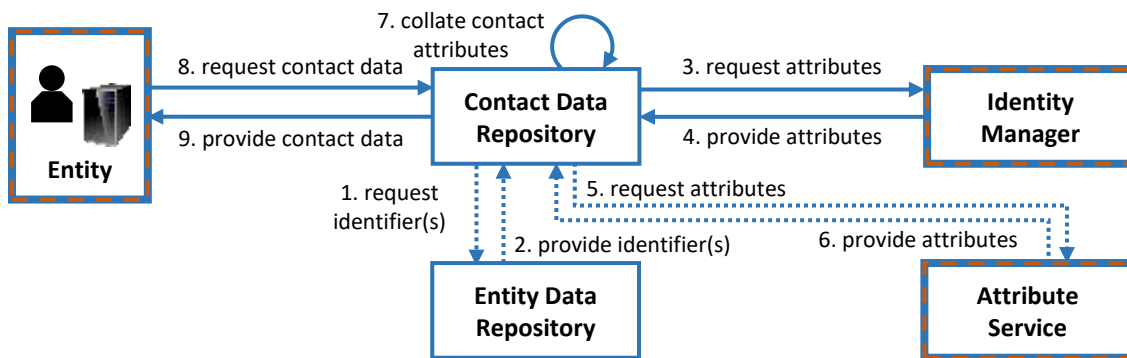 7. collate contact
attributes
8. request contact data
3. request attributes
Contact Data
Repository
Identity
Manager
Entity
9. provide contact data
4. provide attributes
1. request
identifier(s)
5. request attributes
2. provide identifier(s)
6. provide attributes
Entity Data
Repository
Attribute
Service